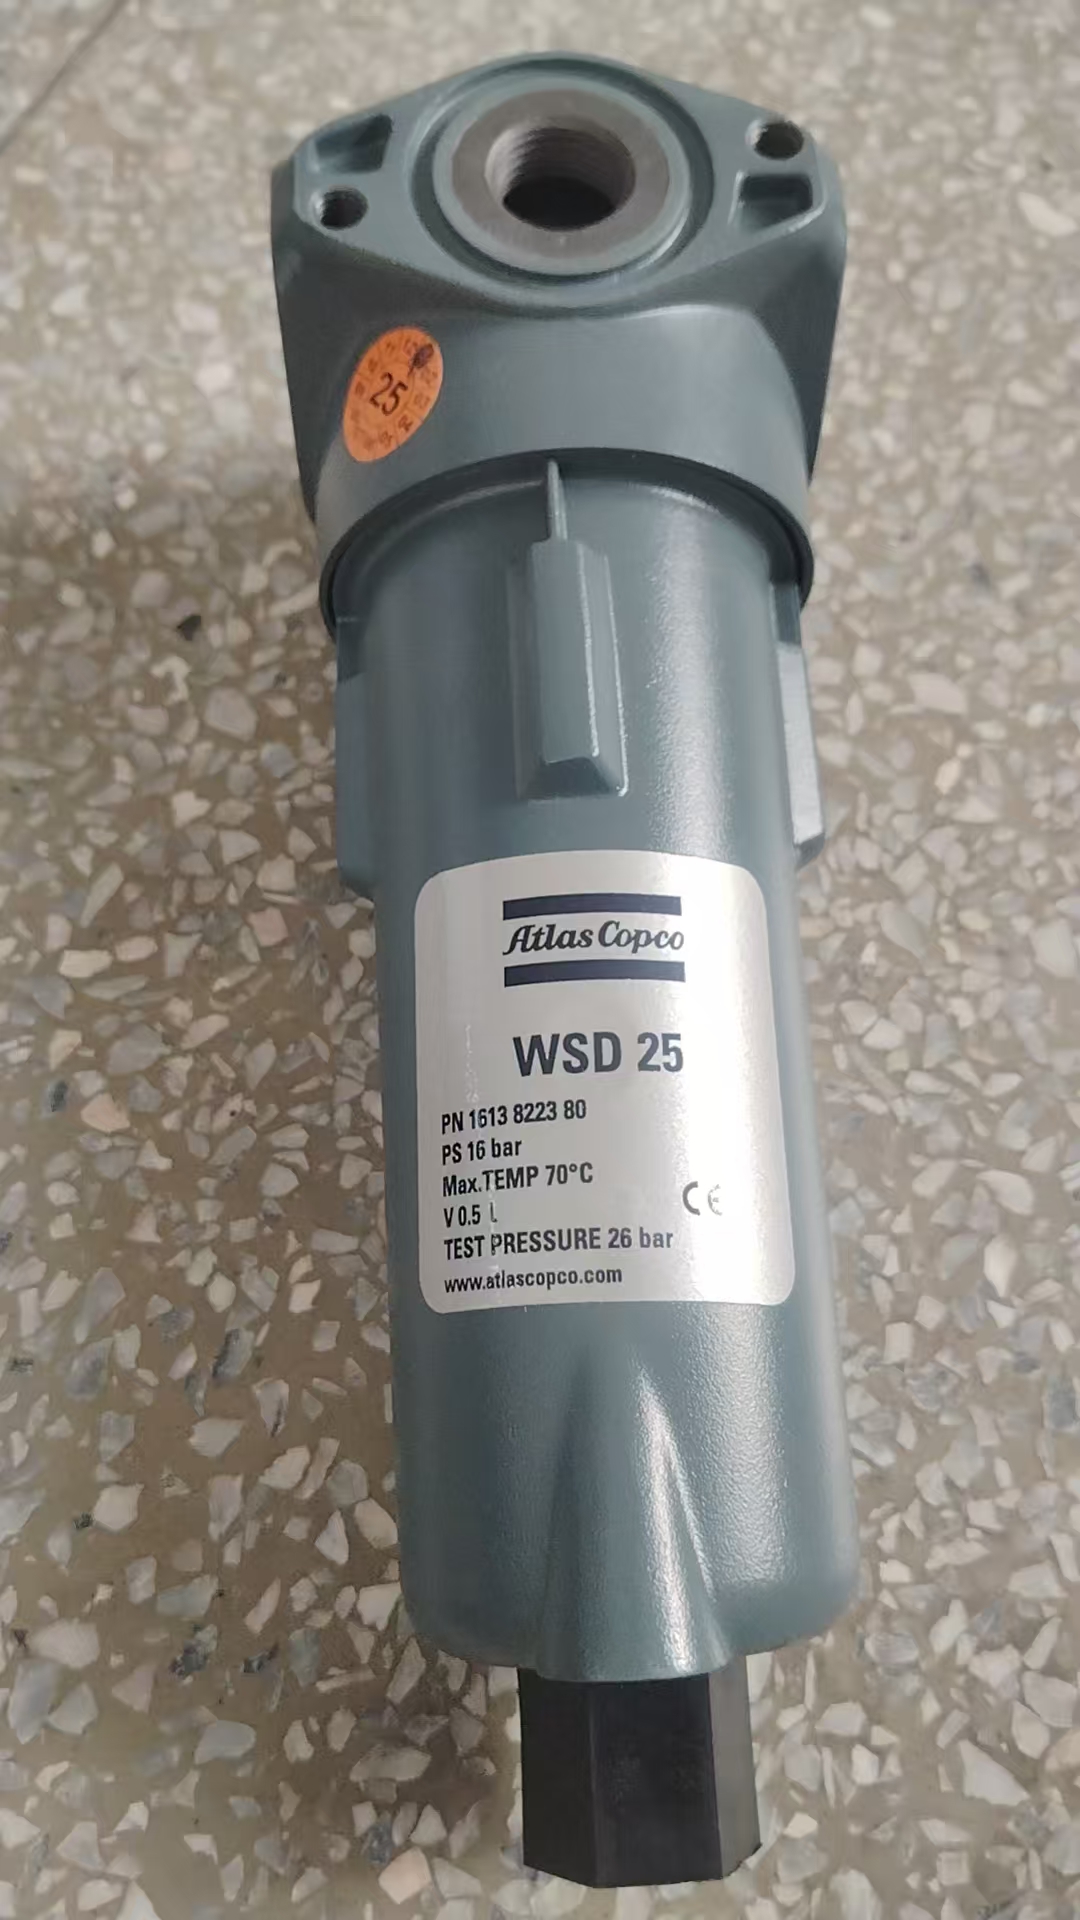 25
Atlas Copco
WSD 25
PN 1613 8223 80
PS 16 bar
Max.TEMP 70°C
V 0.5 L
CE
TEST PRESSURE 26 bar
www.atlascopco.com